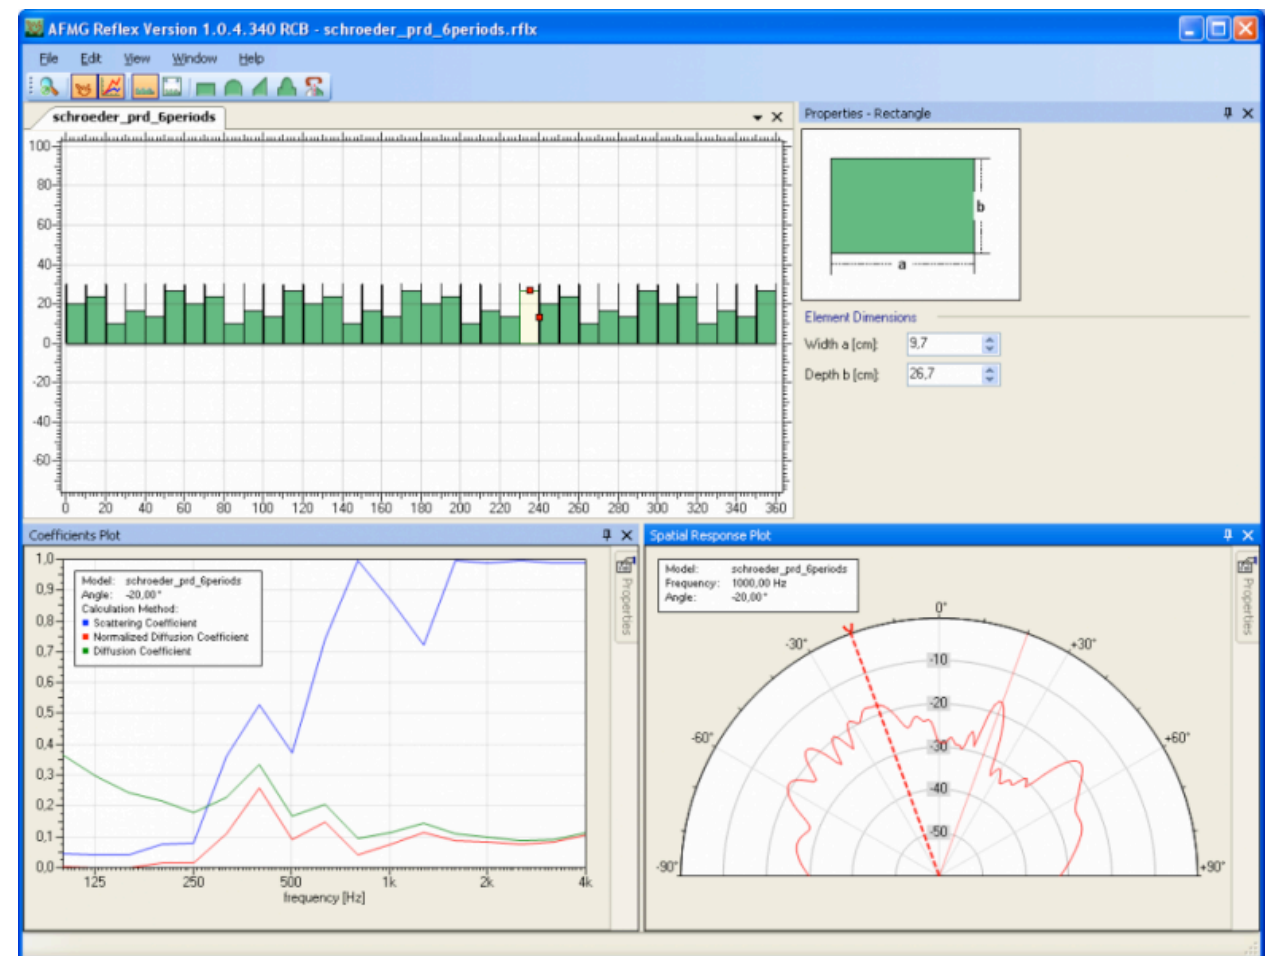 AFMG Reflex Version 1.0.4.340 RCB - schroeder_prd_6periods.rflx
File Edit View Window Help
schroeder_prd_6periods
100
80
60
40
20
0
-20
-40
-60
0 20 40 60 80 100 120 140 160 180 200 220 240 260 280 300 320 340 360
Properties - Rectangle
b
a
Element Dimensions
Width a [cm]: 9,7
Depth b [cm]: 26,7
Coefficients Plot
1,0
0,9
0,8
0,7
0,6
0,5
0,4
0,3
0,2
0,1
0,0
Model: schroeder_prd_6periods
Angle: -20,00°
Calculation Method:
Scattering Coefficient
Normalized Diffusion Coefficient
Diffusion Coefficient
125 250 500 1k 2k 4k
frequency [Hz]
Properties
Spatial Response Plot
Model: schroeder_prd_6periods
Frequency: 1000,00 Hz
Angle: -20,00°
0°
-30° +30°
-60° +60°
-90° +90°
-10
-20
-30
-40
-50
Properties